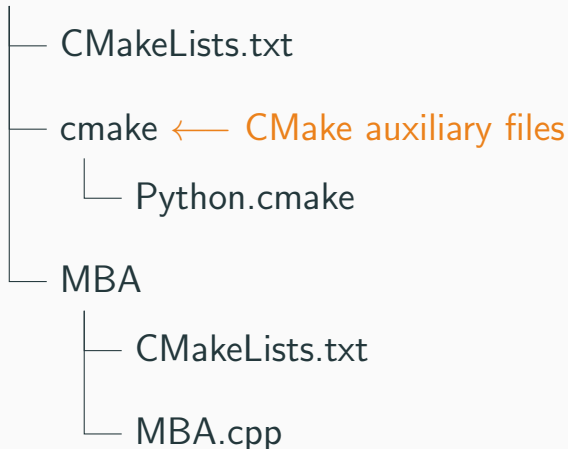 CMakeLists.txt
cmake ⟵ CMake auxiliary files
Python.cmake
MBA
CMakeLists.txt
MBA.cpp